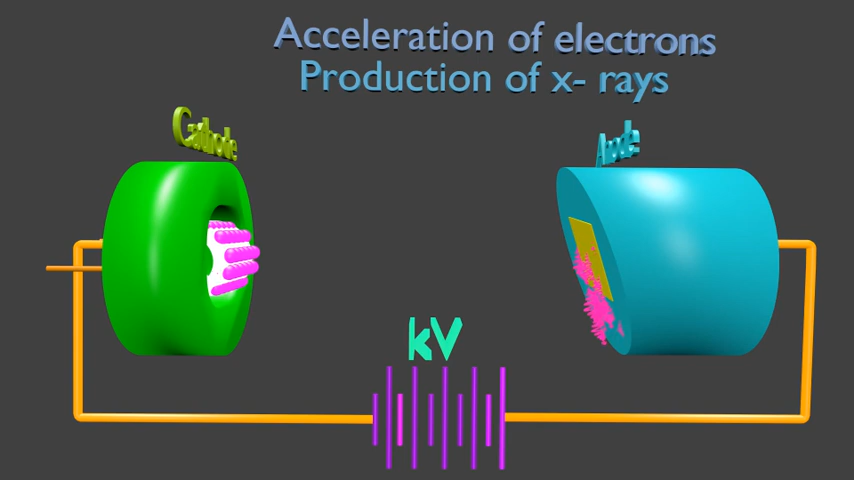 Acceleration of electrons
Production of x- rays
Cathode
Anode
kV